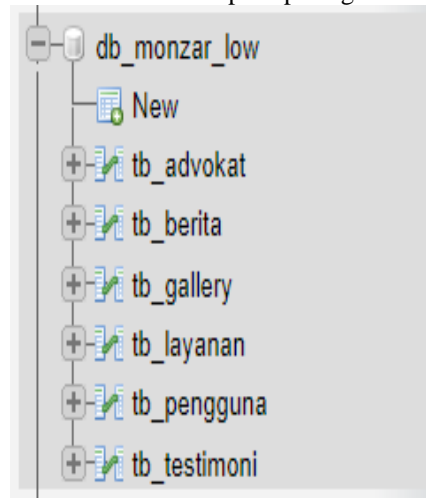 db_monzar_low
New
tb_advokat
tb_berita
tb_gallery
tb_layanan
tb_pengguna
tb_testimoni